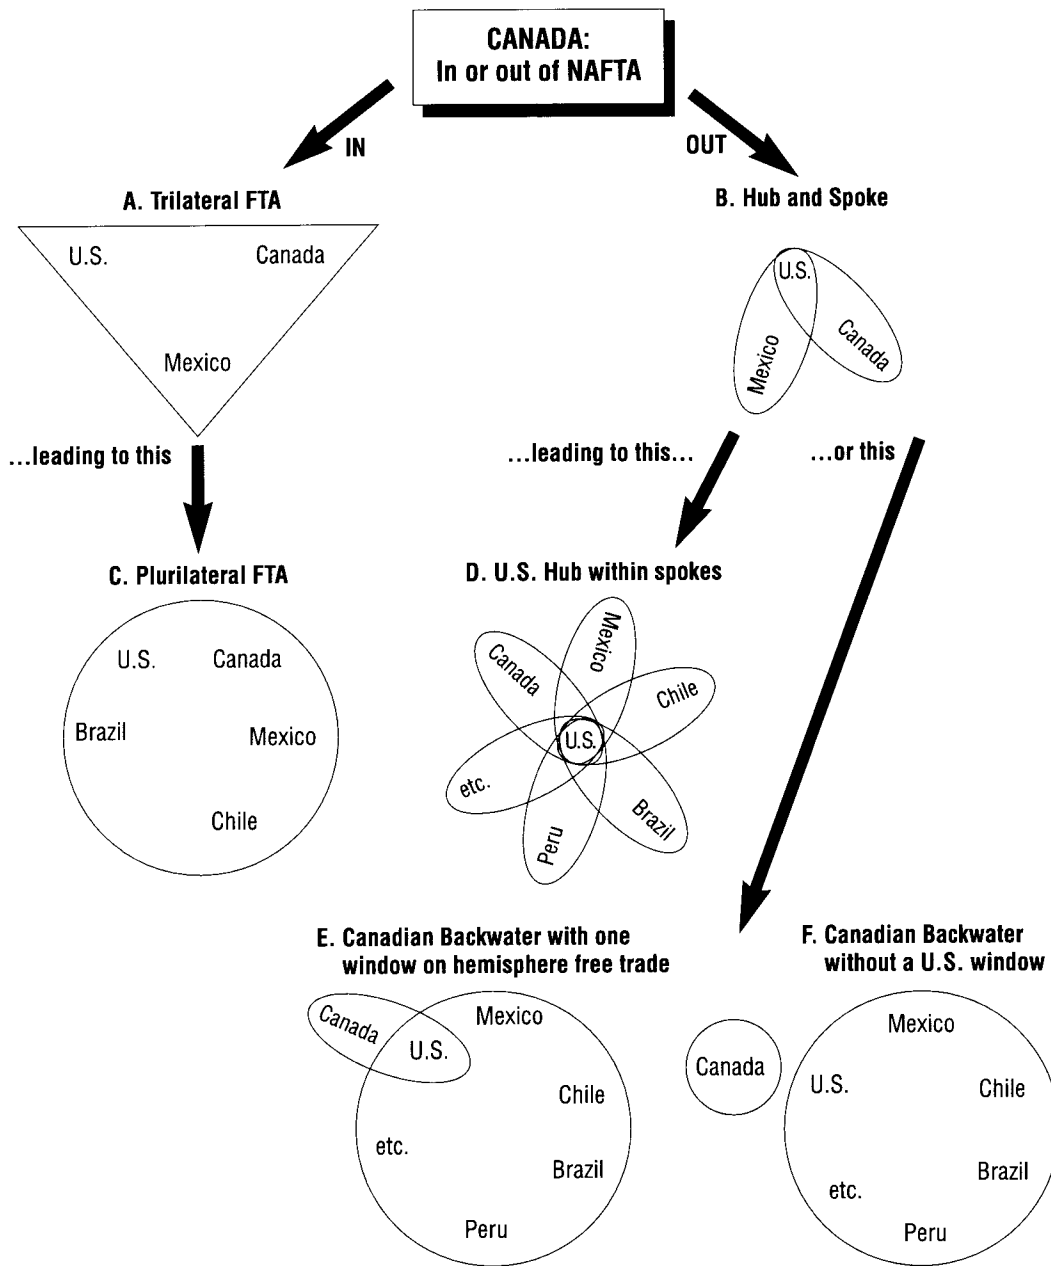 CANADA:
In or out of NAFTA
IN
OUT
A. Trilateral FTA
U.S.
Canada
Mexico
B. Hub and Spoke
U.S.
Mexico
Canada
...leading to this
...leading to this...
...or this
C. Plurilateral FTA
U.S.
Canada
Brazil
Mexico
Chile
D. U.S. Hub within spokes
Mexico
Canada
Chile
U.S.
etc.
Brazil
Peru
E. Canadian Backwater with one
window on hemisphere free trade
Canada
U.S.
Mexico
Chile
etc.
Brazil
Peru
F. Canadian Backwater
without a U.S. window
Canada
Mexico
U.S.
Chile
Brazil
etc.
Peru